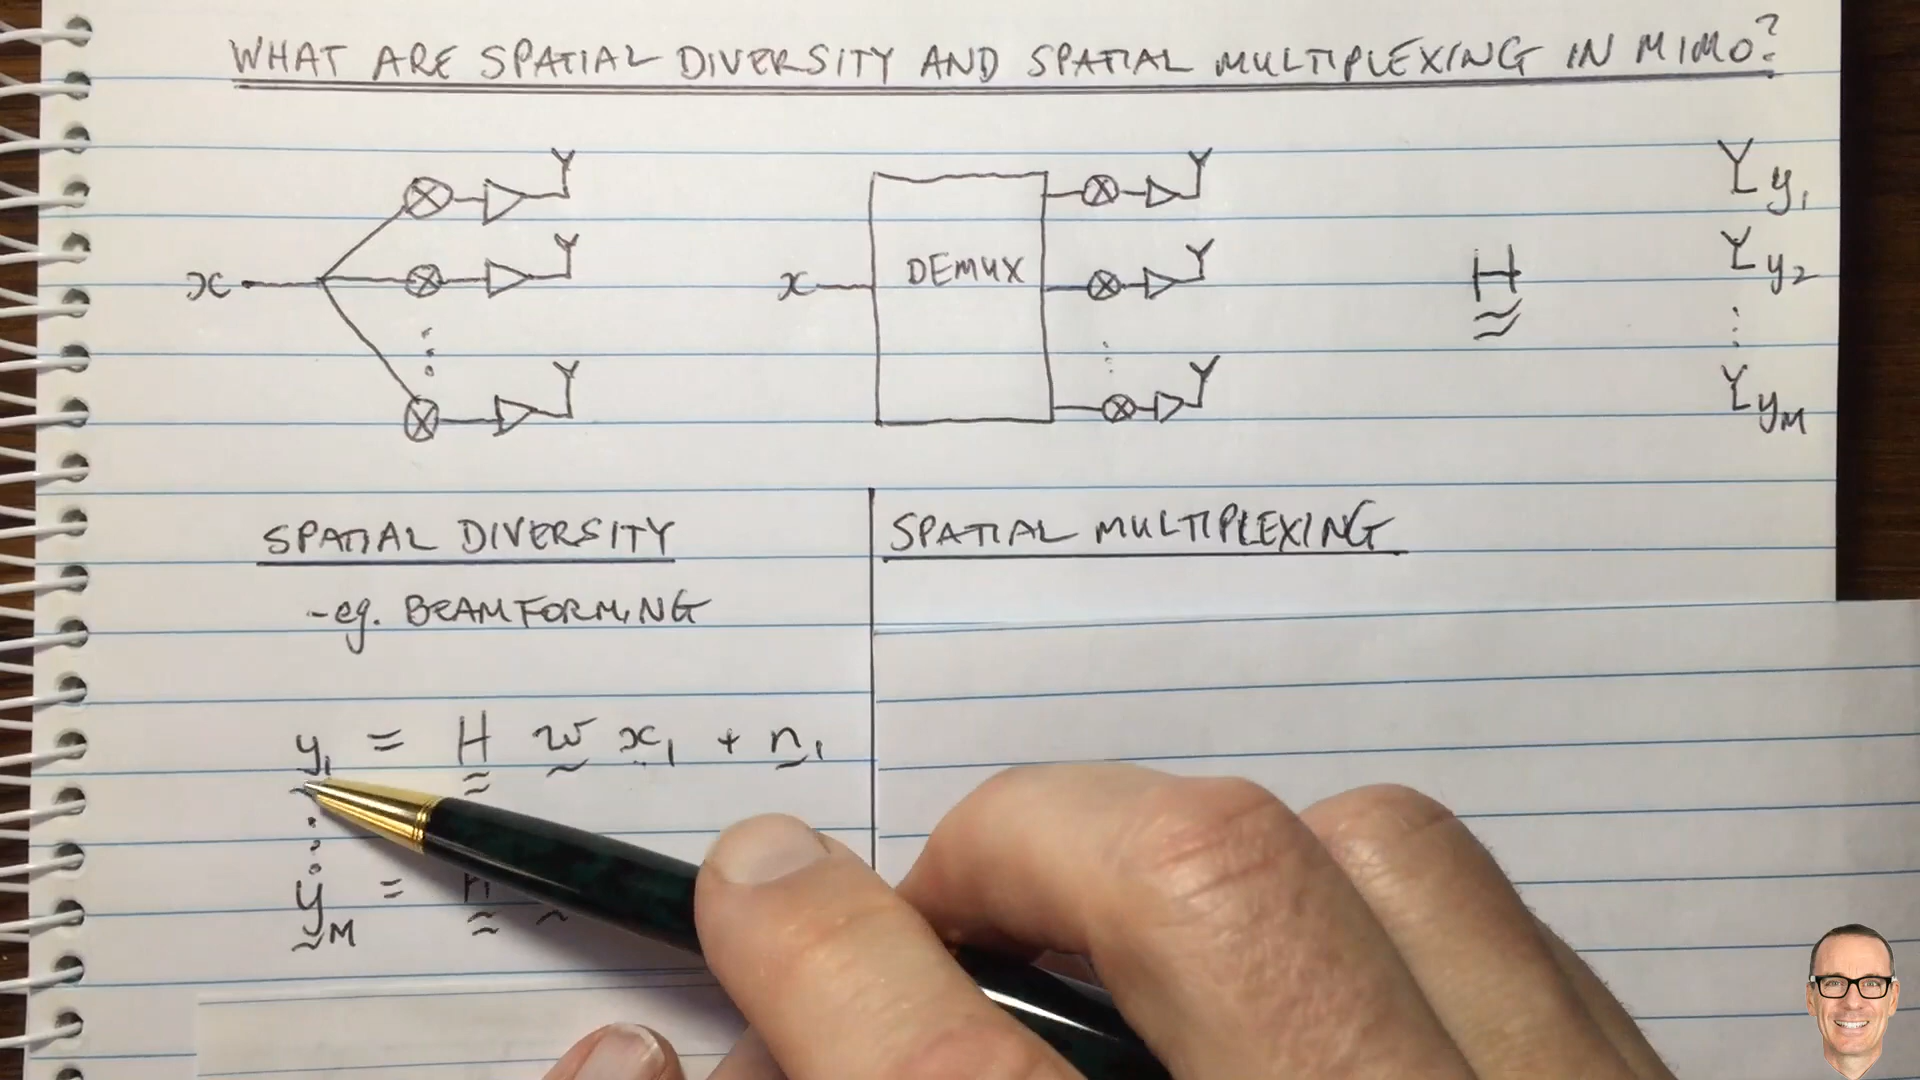 WHAT ARE SPATIAL DIVERSITY AND SPATIAL MULTIPLEXING IN MIMO?
x
x
DEMUX
H
y1
y2
yM
SPATIAL DIVERSITY
-eg. BEAMFORMING
y1 = H w x1 + n1
yM = H
SPATIAL MULTIPLEXING